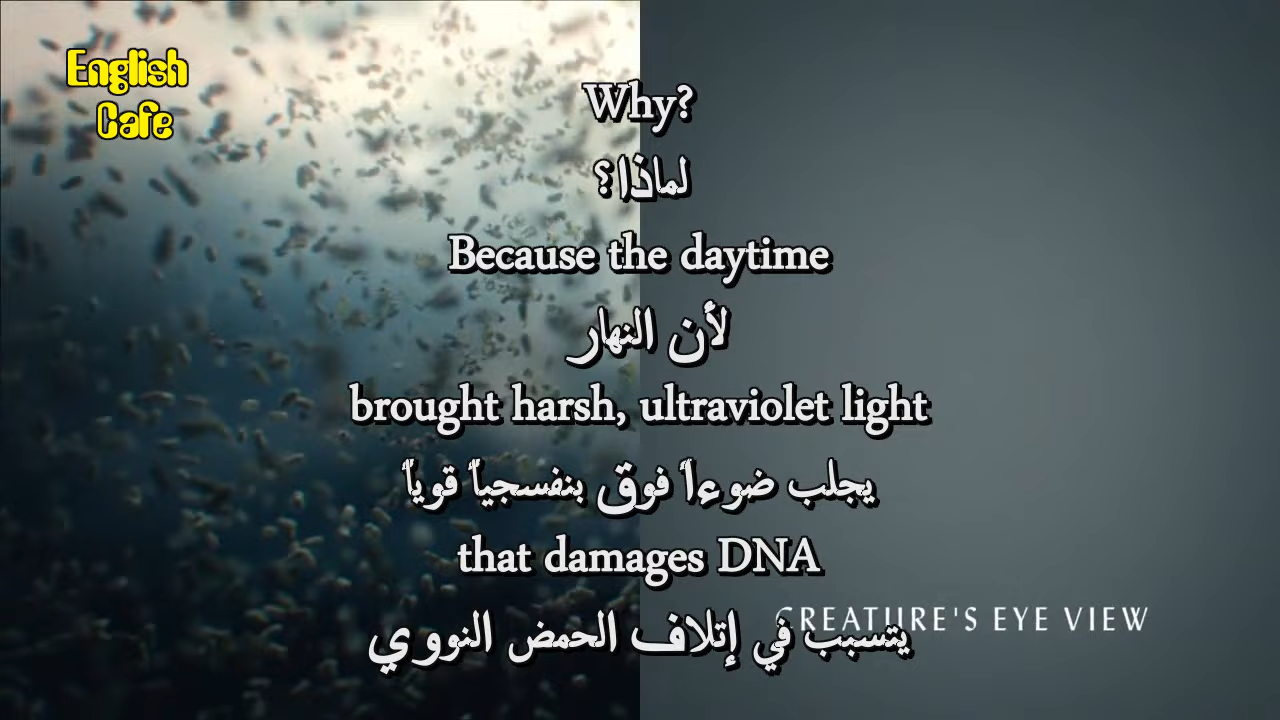 English
Cafe
Why?
لماذا؟
Because the daytime
لأن النهار
brought harsh, ultraviolet light
يجلب ضوءاً فوق بنفسجياً قوياً
that damages DNA
CREATURE'S EYE VIEW
يتسبب في إتلاف الحمض النووي